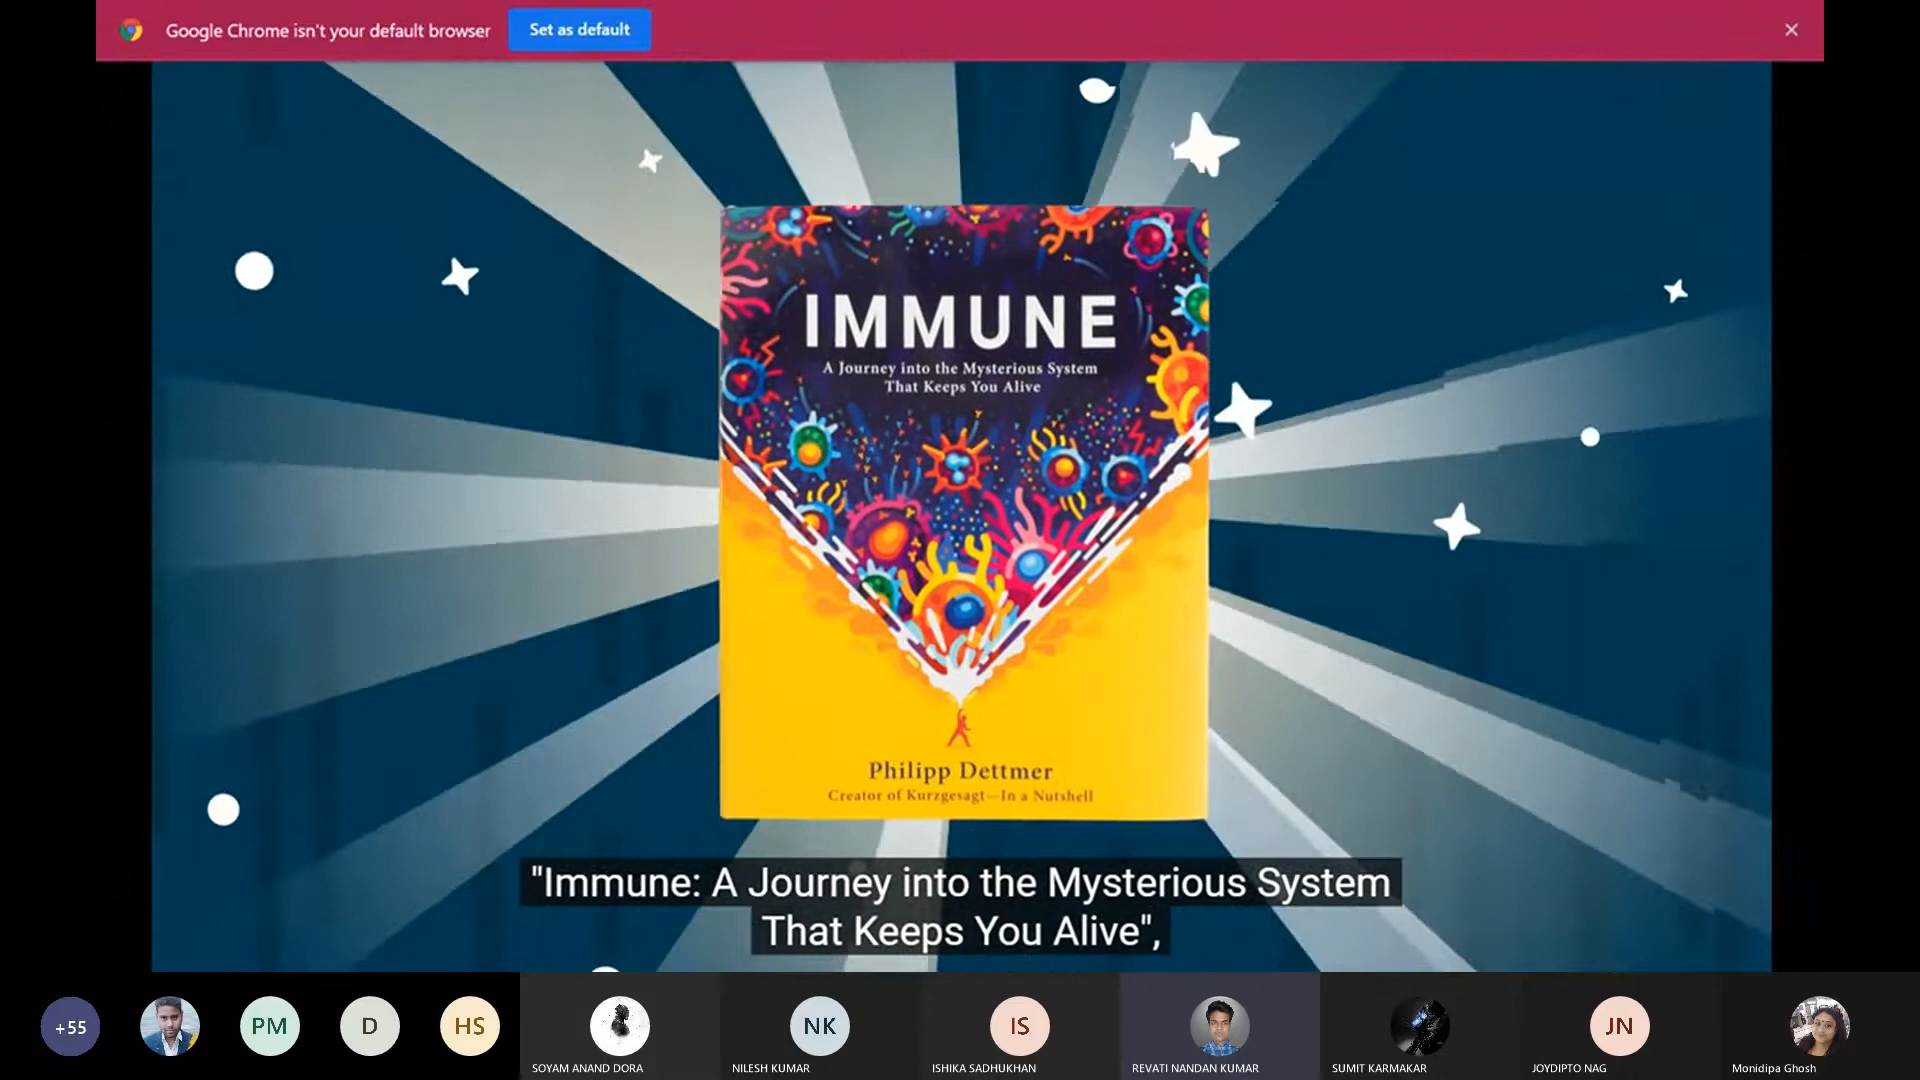 Google Chrome isn't your default browser
Set as default
IMMUNE
A Journey into the Mysterious System
That Keeps You Alive
Philipp Dettmer
Creator of Kurzgesagt—In a Nutshell
"Immune: A Journey into the Mysterious System
That Keeps You Alive",
+55
PM
D
HS
NK
IS
JN
SOYAM ANAND DORA
NILESH KUMAR
ISHIKA SADHUKHAN
REVATI NANDAN KUMAR
SUMIT KARMAKAR
JOYDIPTO NAG
Monidipa Ghosh